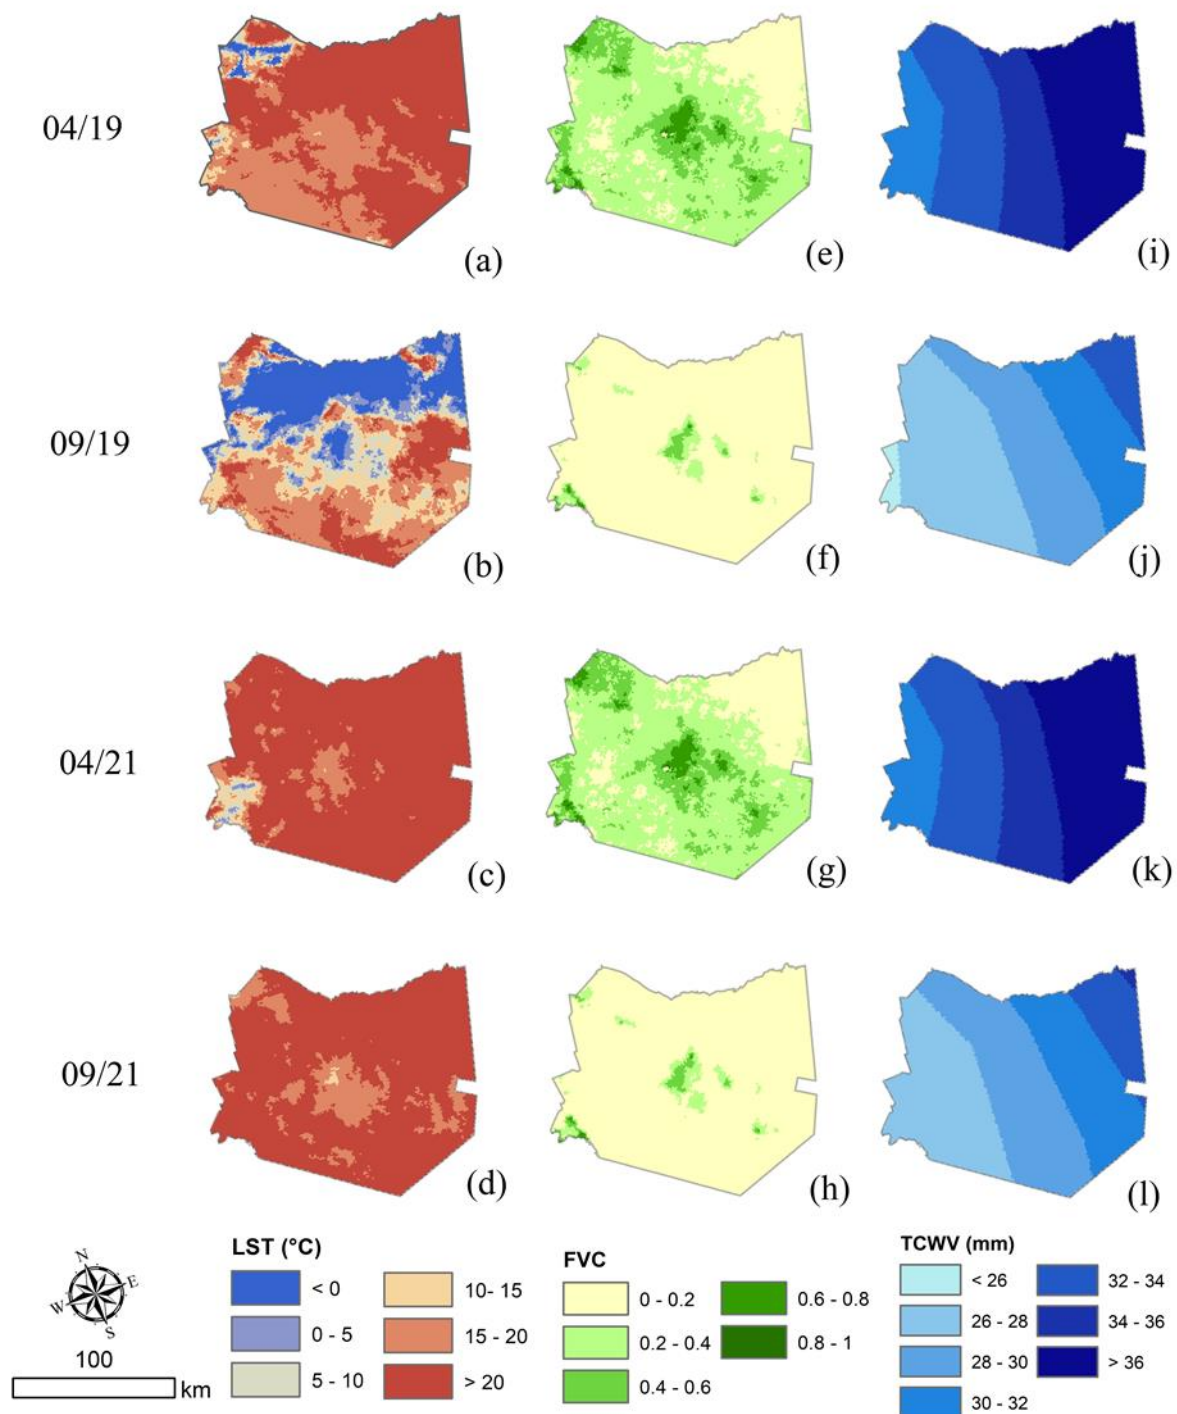 04/19
(a)
(e)
(i)
09/19
(b)
(f)
(j)
04/21
(c)
(g)
(k)
09/21
(d)
(h)
(l)
N
W
E
S
100
km
LST (°C)
< 0
0 - 5
5 - 10
10- 15
15 - 20
> 20
FVC
0 - 0.2
0.2 - 0.4
0.4 - 0.6
0.6 - 0.8
0.8 - 1
TCWV (mm)
< 26
26 - 28
28 - 30
30 - 32
32 - 34
34 - 36
> 36